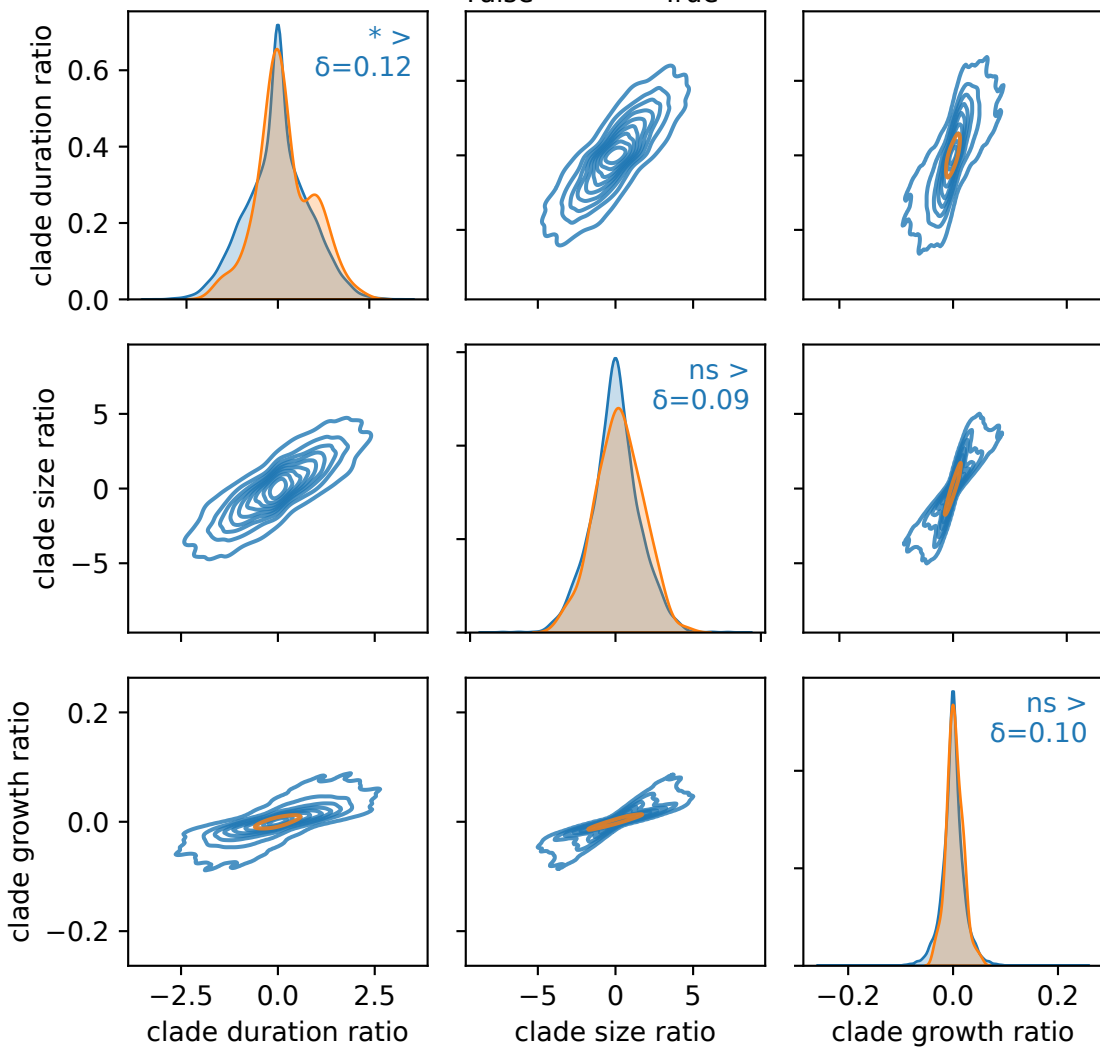 True
clade duration ratio
0.6
0.4
0.2
0.0
* >
δ=0.12
clade size ratio
5
0
−5
ns >
δ=0.09
clade growth ratio
0.2
0.0
−0.2
ns >
δ=0.10
−2.5 0.0 2.5
−5 0 5
−0.2 0.0 0.2
clade duration ratio
clade size ratio
clade growth ratio